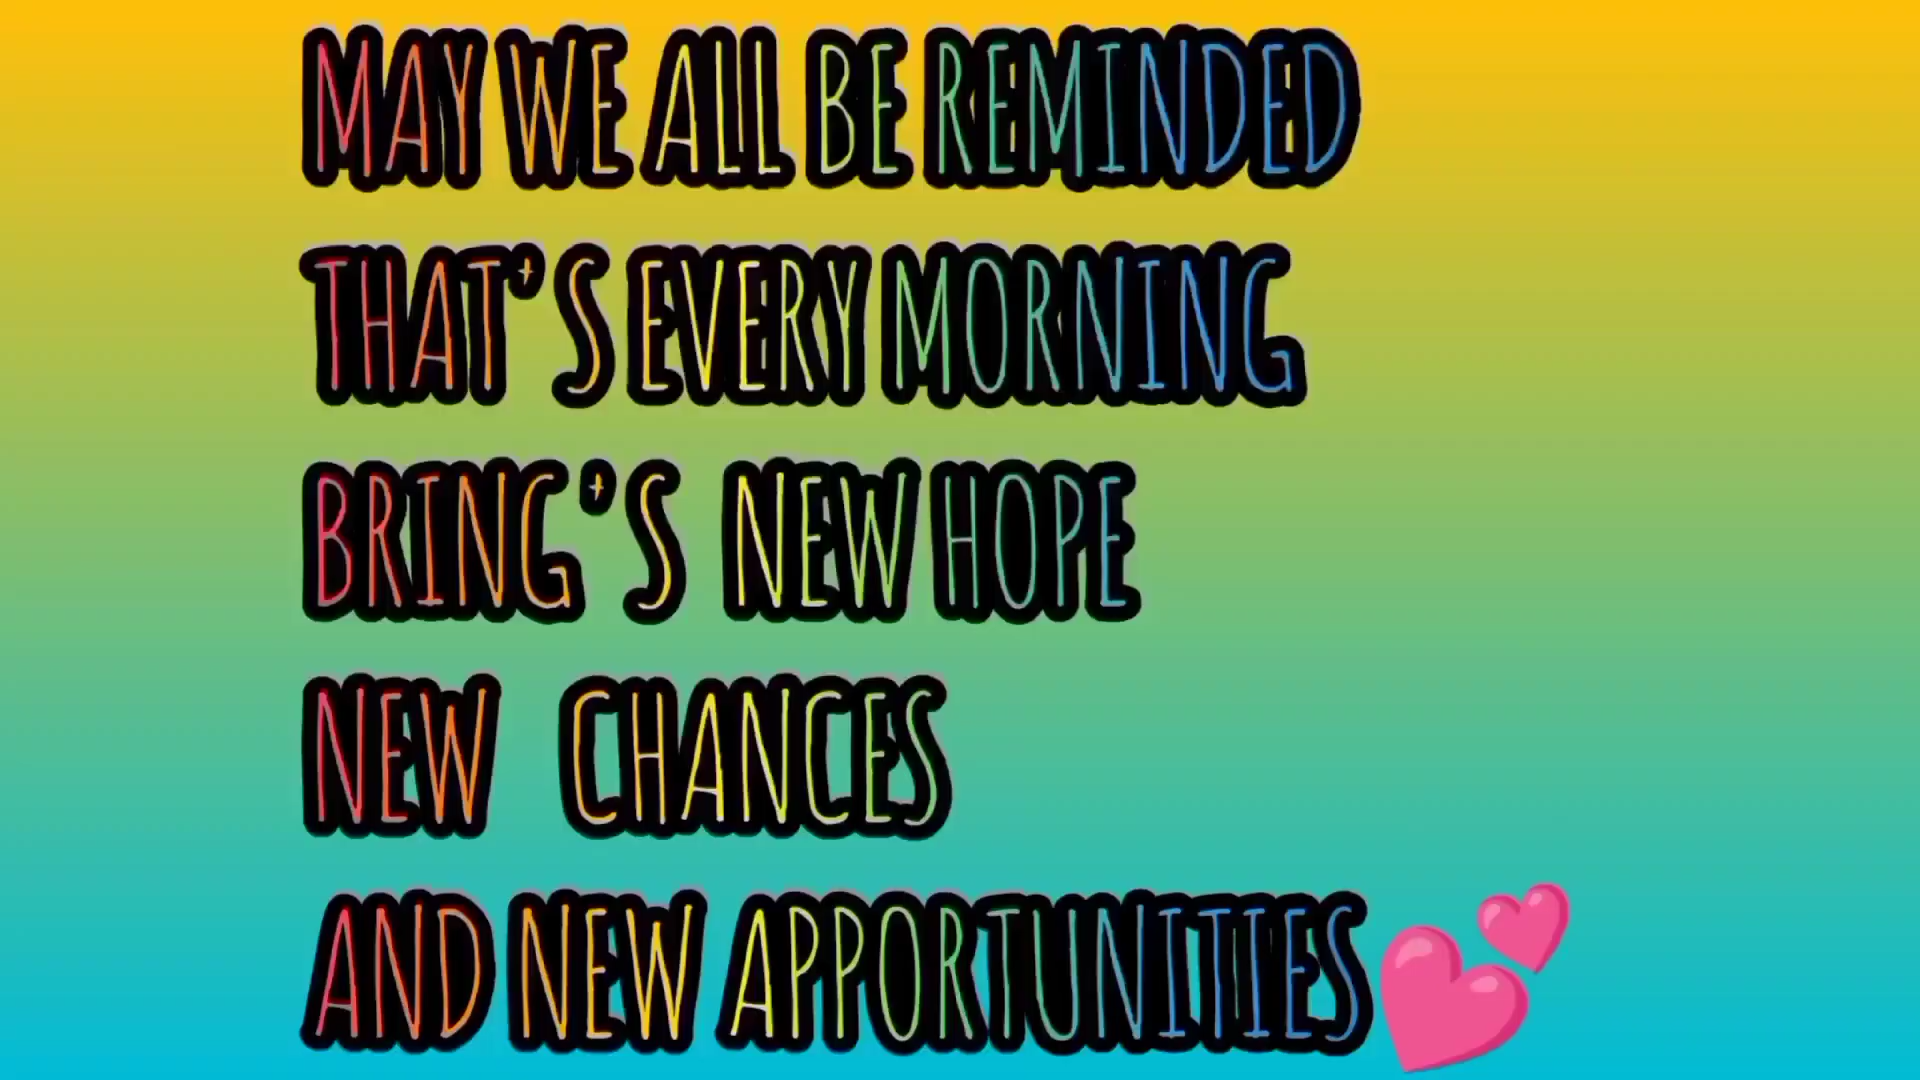 MAY WE ALL BE REMINDED
THAT'S EVERY MORNING
BRING'S NEW HOPE
NEW CHANCES
AND NEW APPORTUNITIES💕